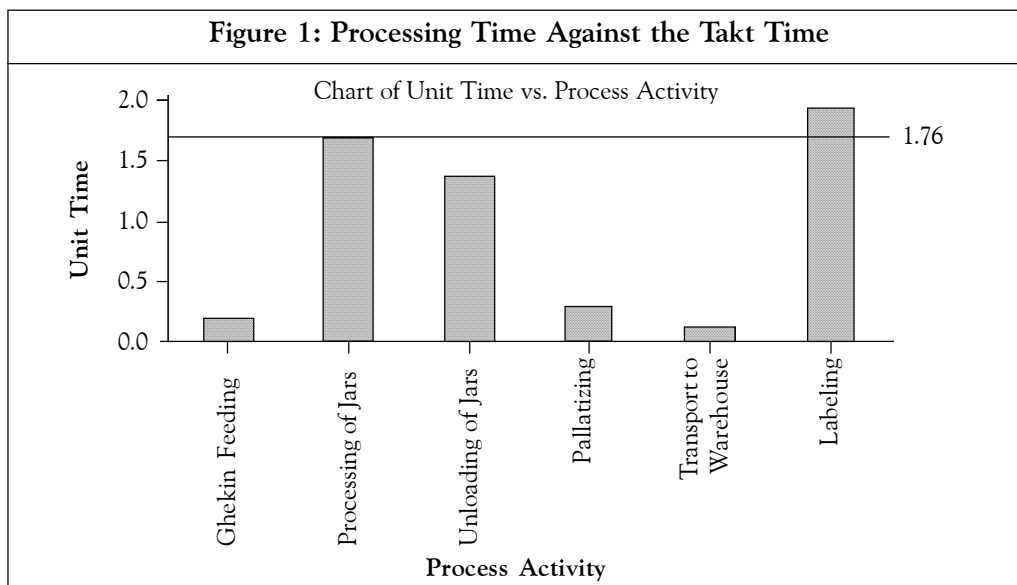 Figure 1: Processing Time Against the Takt Time
Chart of Unit Time vs. Process Activity
2.0
1.5
1.0
0.5
0.0
1.76
Unit Time
Ghekin Feeding
Processing of Jars
Unloading of Jars
Pallatizing
Transport to
Warehouse
Labeling
Process Activity